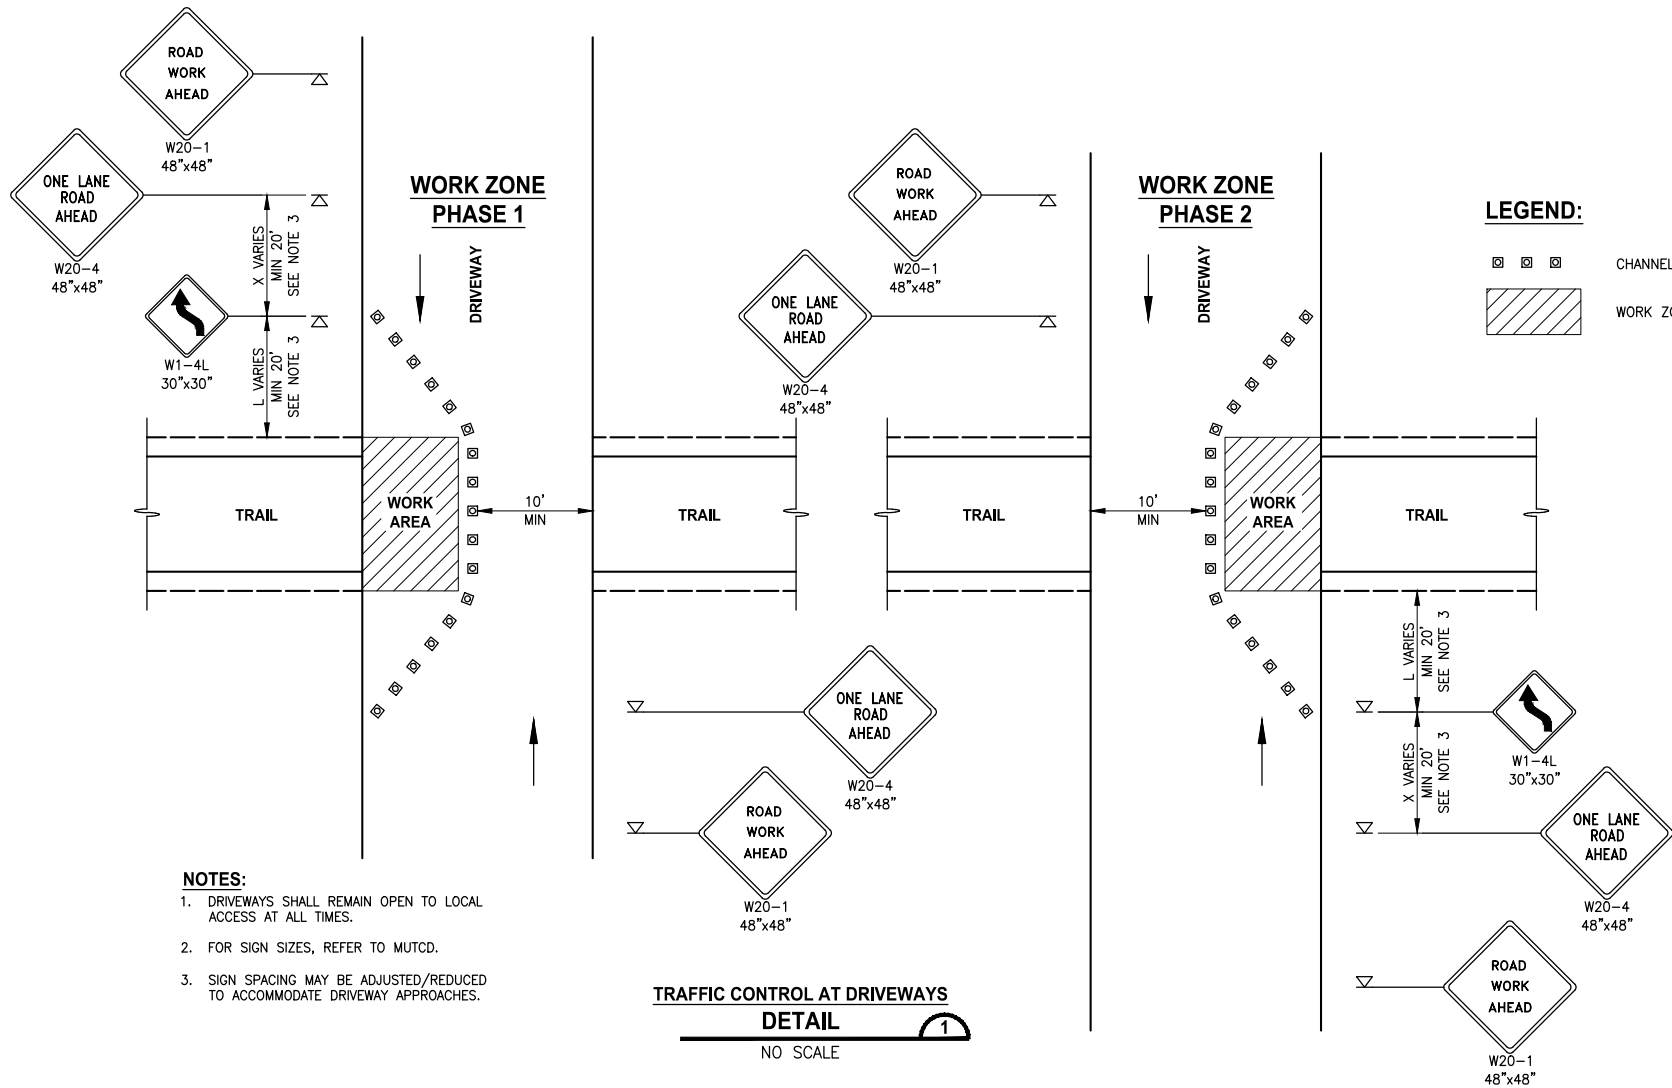 ROAD
WORK
AHEAD
W20-1
48"x48"
ONE LANE
ROAD
AHEAD
W20-4
48"x48"
X VARIES
MIN 20'
SEE NOTE 3
W1-4L
30"x30"
L VARIES
MIN 20'
SEE NOTE 3
WORK ZONE
PHASE 1
DRIVEWAY
TRAIL
WORK
AREA
10'
MIN
TRAIL
ONE LANE
ROAD
AHEAD
W20-4
48"x48"
ROAD
WORK
AHEAD
W20-1
48"x48"
ROAD
WORK
AHEAD
W20-1
48"x48"
ONE LANE
ROAD
AHEAD
W20-4
48"x48"
WORK ZONE
PHASE 2
DRIVEWAY
TRAIL
10'
MIN
WORK
AREA
TRAIL
L VARIES
MIN 20'
SEE NOTE 3
W1-4L
30"x30"
X VARIES
MIN 20'
SEE NOTE 3
ONE LANE
ROAD
AHEAD
W20-4
48"x48"
ROAD
WORK
AHEAD
W20-1
48"x48"
LEGEND:
CHANNEL
WORK
NOTES:
1. DRIVEWAYS SHALL REMAIN OPEN TO LOCAL
ACCESS AT ALL TIMES.
2. FOR SIGN SIZES, REFER TO MUTCD.
3. SIGN SPACING MAY BE ADJUSTED/REDUCED
TO ACCOMMODATE DRIVEWAY APPROACHES.
TRAFFIC CONTROL AT DRIVEWAYS
DETAIL 1
NO SCALE